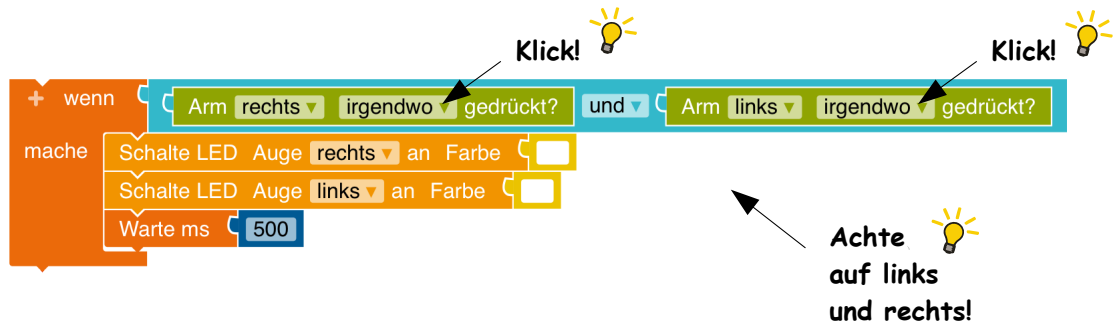 Klick! Klick!
+ wenn Arm rechts ▾ irgendwo ▾ gedrückt? und ▾ Arm links ▾ irgendwo ▾ gedrückt?
mache Schalte LED Auge rechts ▾ an Farbe
Schalte LED Auge links ▾ an Farbe
Warte ms 500
Achte
auf links
und rechts!